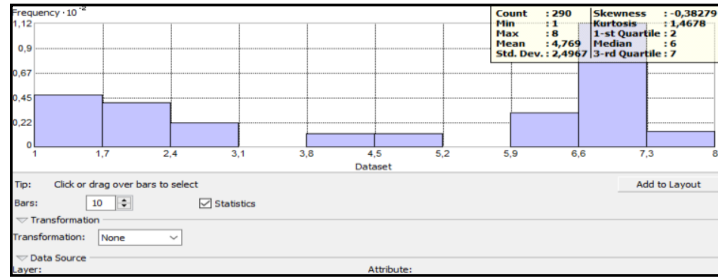 Frequency · 10 -2
Count : 290 Skewness : -0,38279
Min : 1 Kurtosis : 1,4678
Max : 8 1-st Quartile : 2
Mean : 4,769 Median : 6
Std. Dev. : 2,4967 3-rd Quartile : 7
1,12
0,9
0,67
0,45
0,22
0
1 1,7 2,4 3,1 3,8 4,5 5,2 5,9 6,6 7,3 8
Dataset
Tip: Click or drag over bars to select
Add to Layout
Bars: 10 Statistics
Transformation
Transformation: None
Data Source
Layer: Attribute: